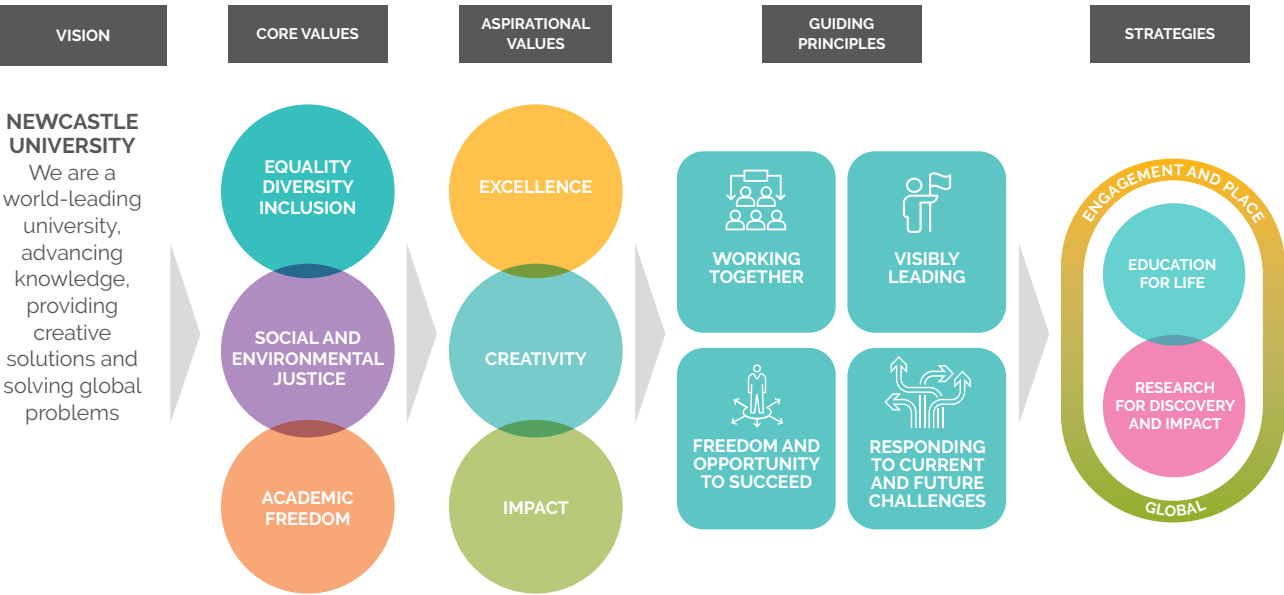 VISION
NEWCASTLE
UNIVERSITY
We are a
world-leading
university,
advancing
knowledge,
providing
creative
solutions and
solving global
problems
CORE VALUES
EQUALITY
DIVERSITY
INCLUSION
SOCIAL AND
ENVIRONMENTAL
JUSTICE
ACADEMIC
FREEDOM
ASPIRATIONAL
VALUES
EXCELLENCE
CREATIVITY
IMPACT
GUIDING
PRINCIPLES
WORKING
TOGETHER
VISIBLY
LEADING
FREEDOM AND
OPPORTUNITY
TO SUCCEED
RESPONDING
TO CURRENT
AND FUTURE
CHALLENGES
STRATEGIES
ENGAGEMENT AND PLACE
EDUCATION
FOR LIFE
RESEARCH
FOR DISCOVERY
AND IMPACT
GLOBAL